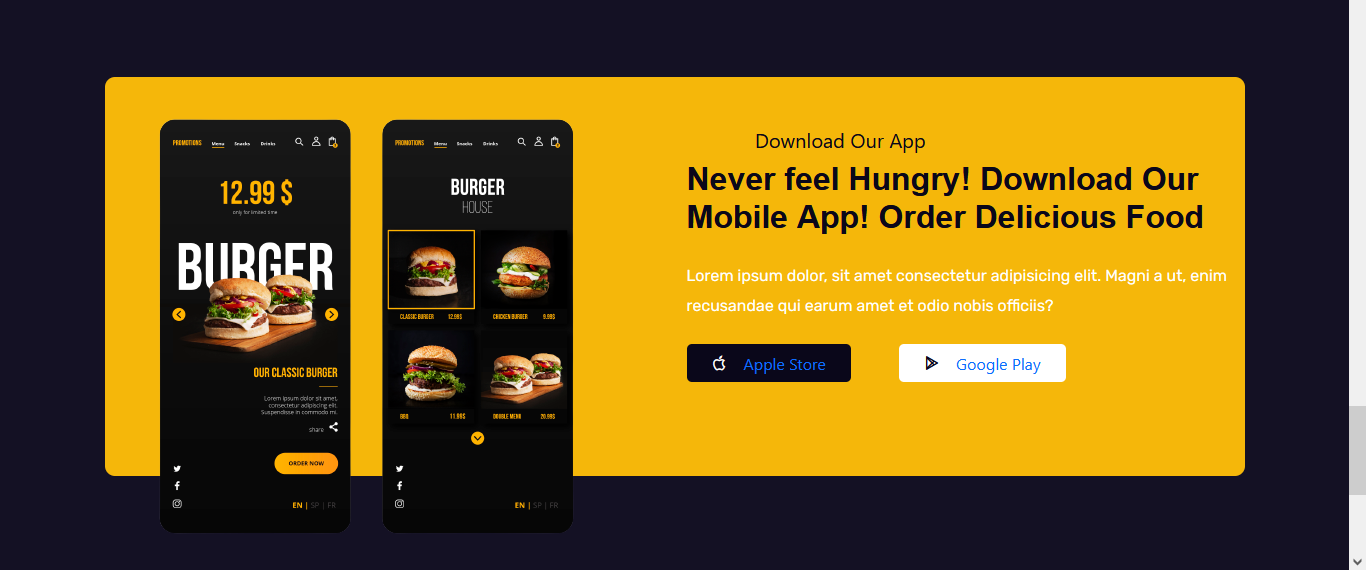 PROMOTIONS Menu Snacks Drinks
12.99 $
only for limited time
BURGER
OUR CLASSIC BURGER
Lorem ipsum dolor sit amet,
consectetur adipiscing elit.
Suspendisse in commodo mi.
share
ORDER NOW
EN | SP | FR
PROMOTIONS Menu Snacks Drinks
BURGER
HOUSE
CLASSIC BURGER 12.99$
CHICKEN BURGER 9.99$
BBQ 11.99$
DOUBLE MENU 20.99$
EN | SP | FR
Download Our App
Never feel Hungry! Download Our
Mobile App! Order Delicious Food
Lorem ipsum dolor, sit amet consectetur adipisicing elit. Magni a ut, enim
recusandae qui earum amet et odio nobis officiis?
Apple Store
Google Play